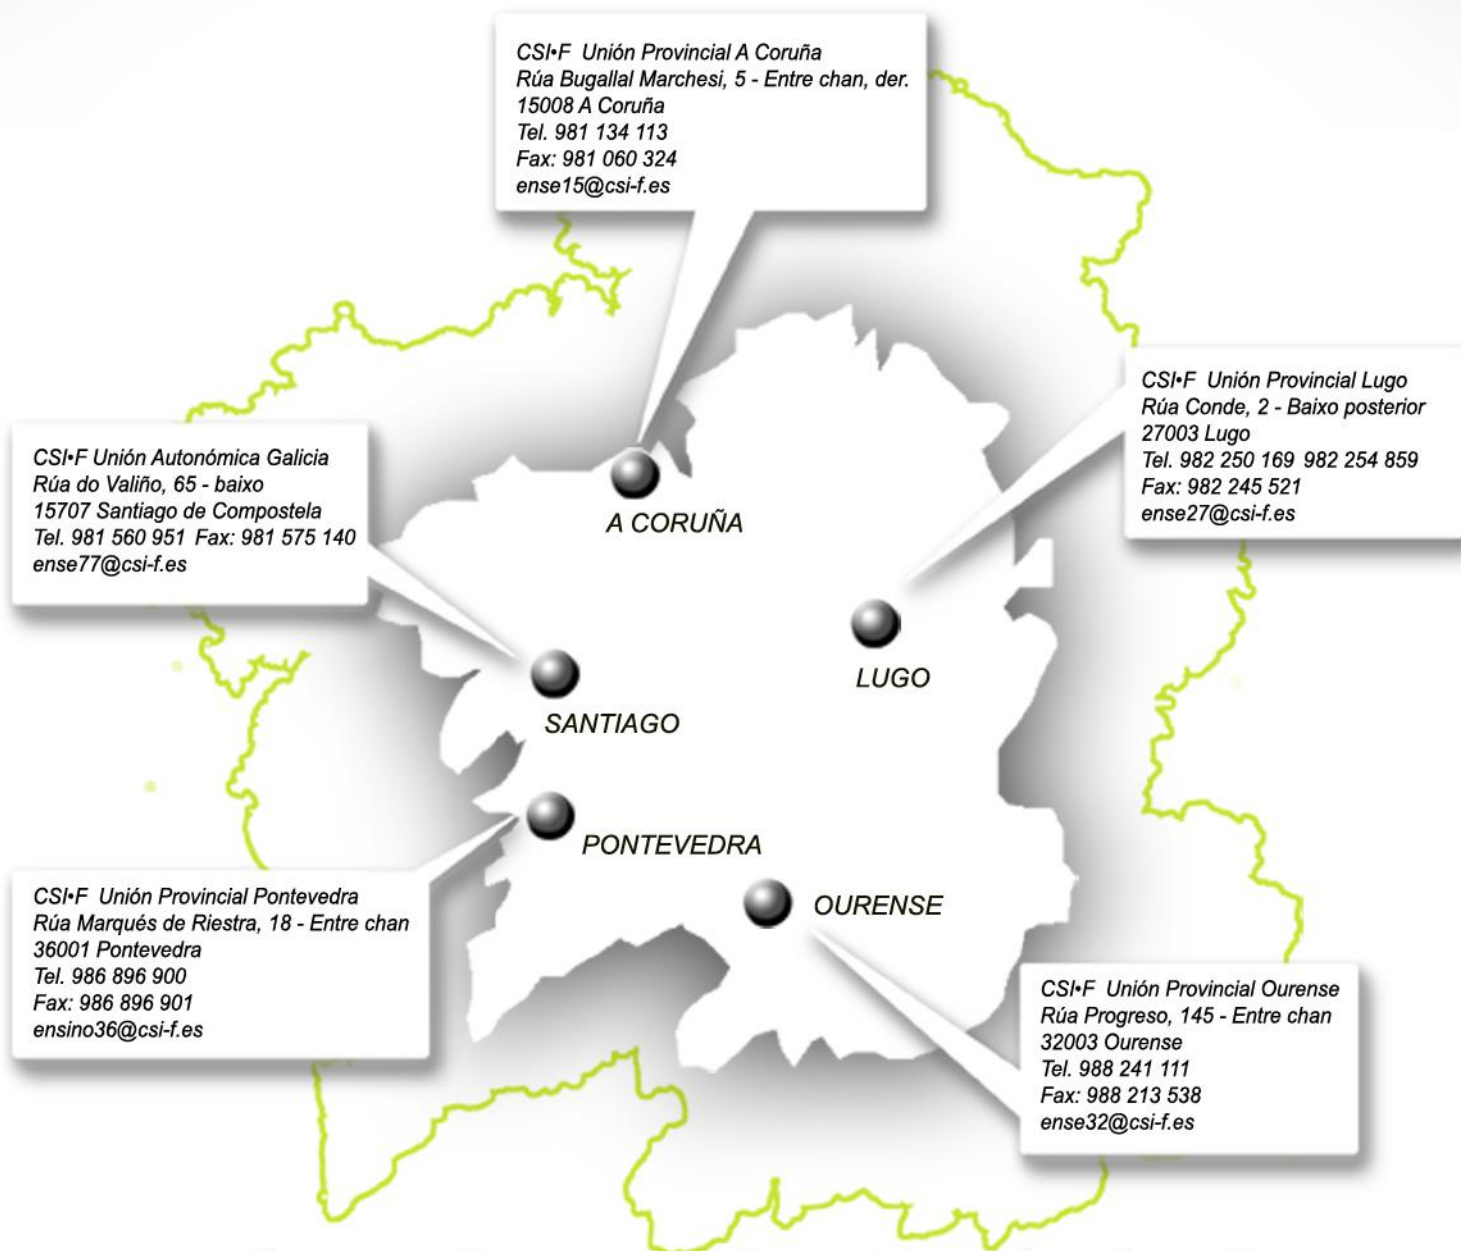 CSI•F Unión Provincial A Coruña
Rúa Bugallal Marchesi, 5 - Entre chan, der.
15008 A Coruña
Tel. 981 134 113
Fax: 981 060 324
ense15@csi-f.es
CSI•F Unión Provincial Lugo
Rúa Conde, 2 - Baixo posterior
27003 Lugo
Tel. 982 250 169 982 254 859
Fax: 982 245 521
ense27@csi-f.es
CSI•F Unión Autonómica Galicia
Rúa do Valiño, 65 - baixo
15707 Santiago de Compostela
Tel. 981 560 951 Fax: 981 575 140
ense77@csi-f.es
A CORUÑA
LUGO
SANTIAGO
PONTEVEDRA
OURENSE
CSI•F Unión Provincial Pontevedra
Rúa Marqués de Riestra, 18 - Entre chan
36001 Pontevedra
Tel. 986 896 900
Fax: 986 896 901
ensino36@csi-f.es
CSI•F Unión Provincial Ourense
Rúa Progreso, 145 - Entre chan
32003 Ourense
Tel. 988 241 111
Fax: 988 213 538
ense32@csi-f.es